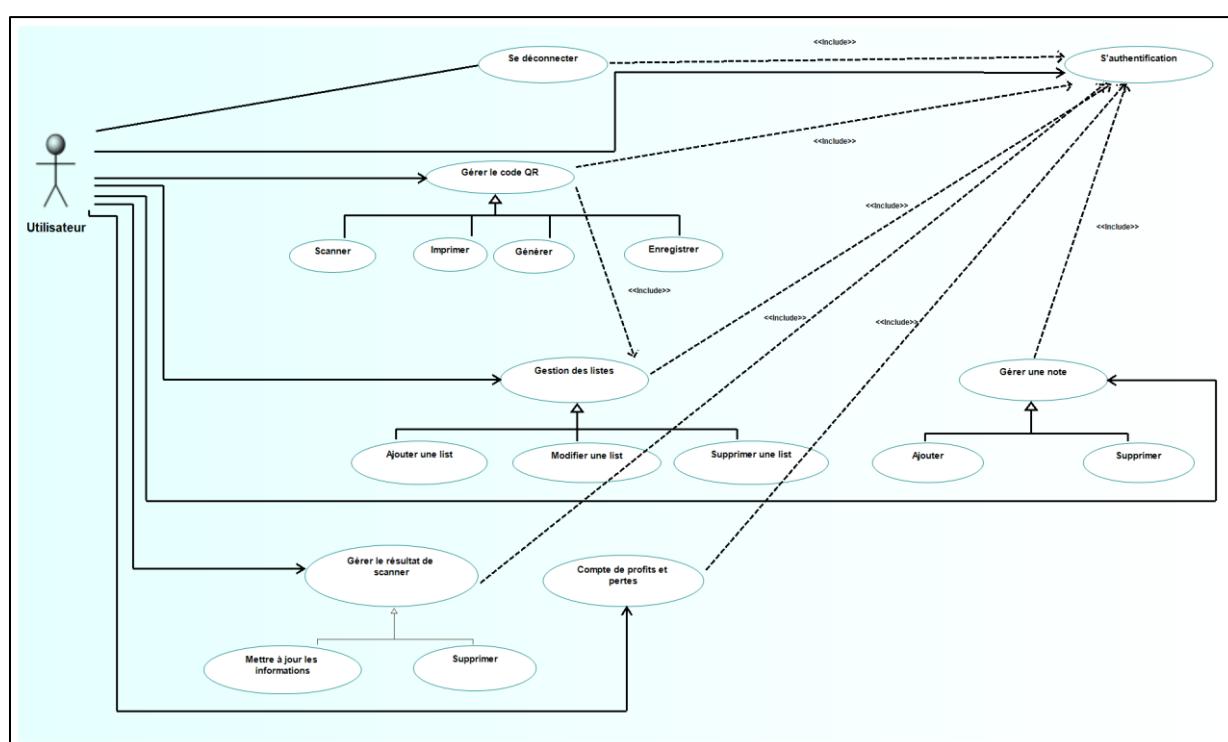 <<Include>>
Se déconnecter
S'authentification
<<Include>>
Gérer le code QR
Utilisateur
<<Include>>
<<Include>>
Scanner
Imprimer
Générer
Enregistrer
<<Include>>
<<Include>>
<<Include>>
Gestion des listes
Gérer une note
Ajouter une list
Modifier une list
Supprimer une list
Ajouter
Supprimer
Gérer le résultat de
scanner
Compte de profits et
pertes
Mettre à jour les
informations
Supprimer